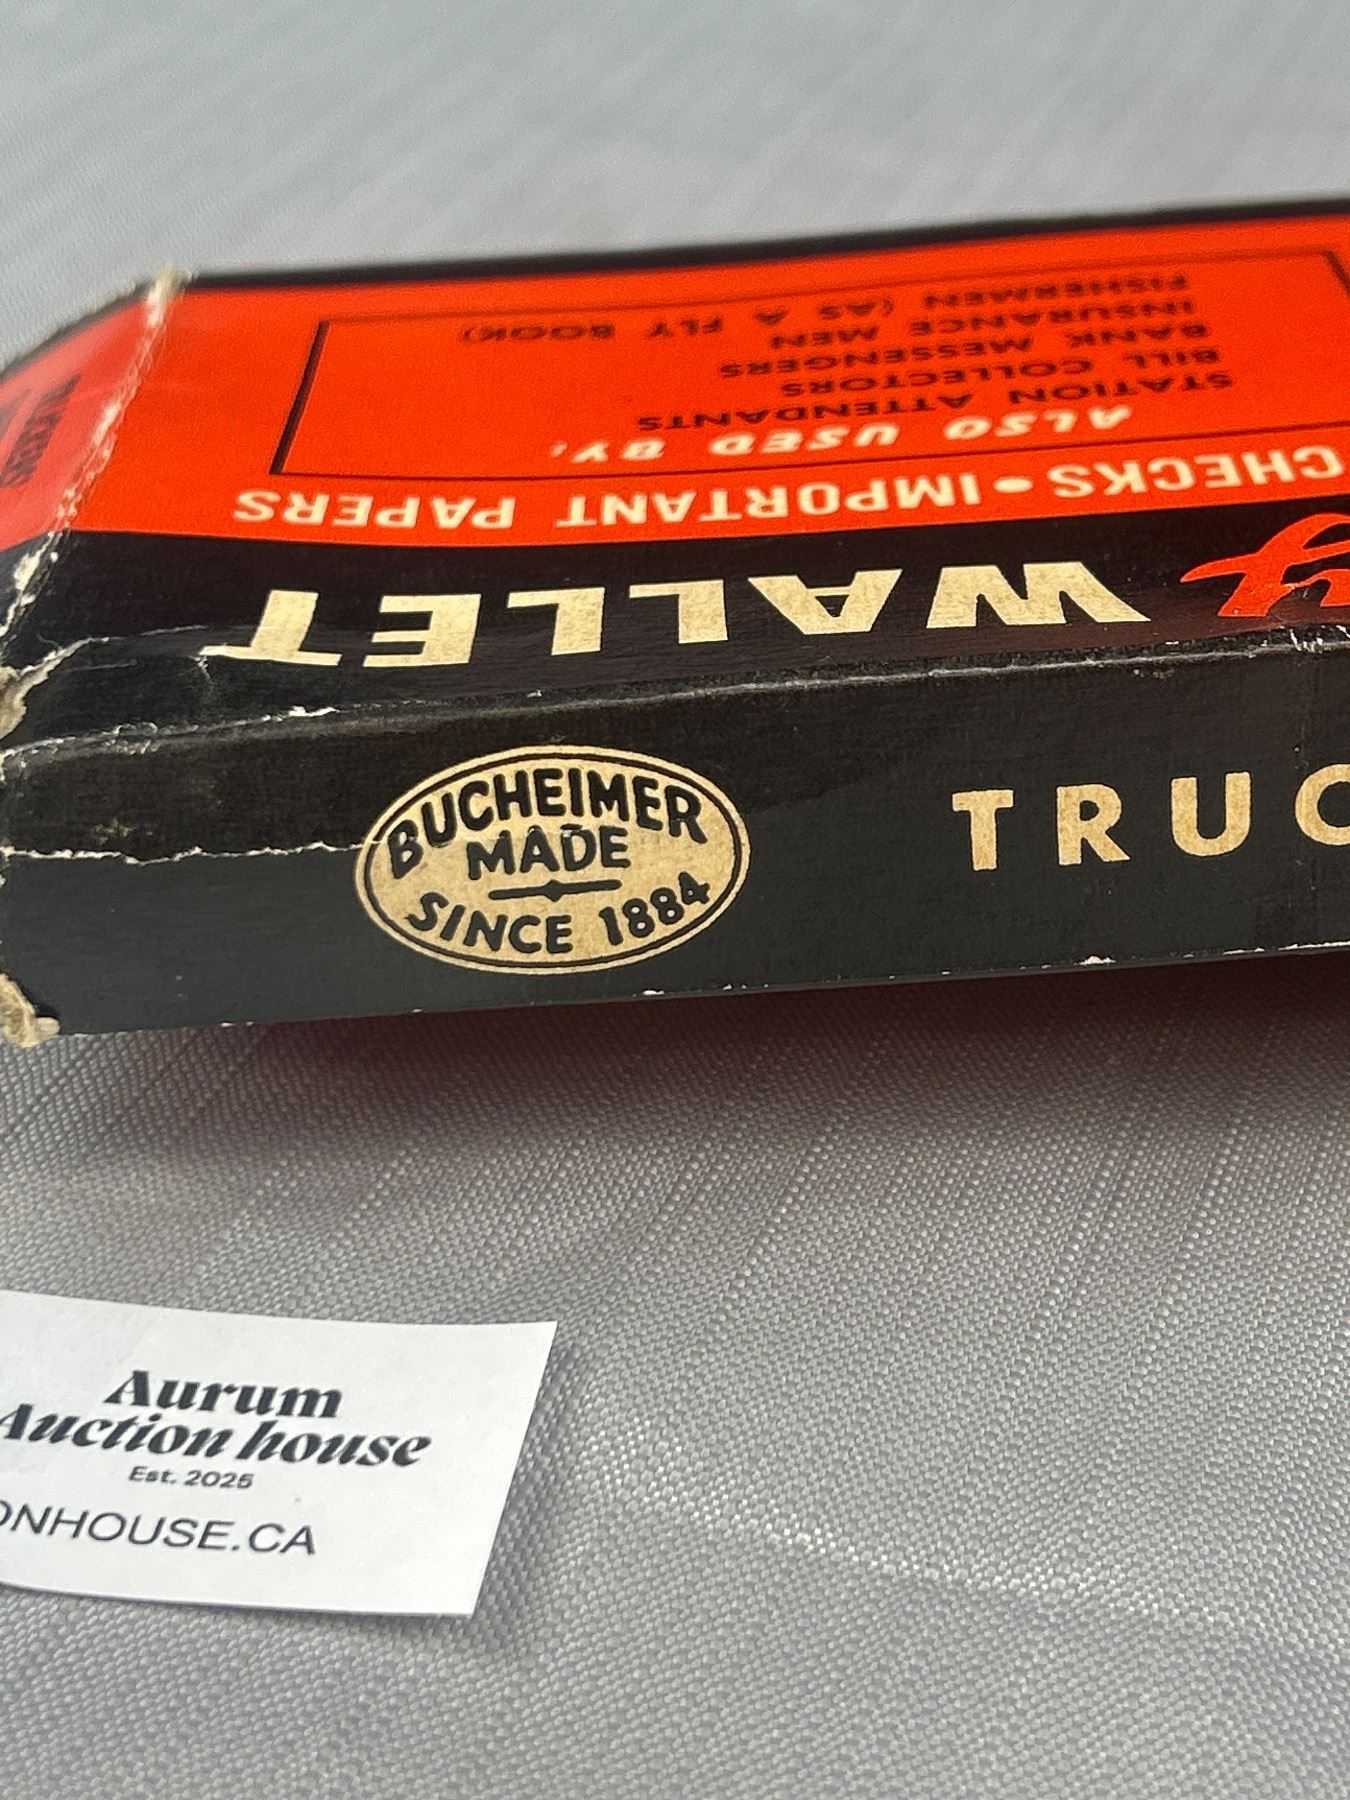 WALLET
CHECKS • IMPORTANT PAPERS
ALSO USED BY:
STATION ATTENDANTS
BILL COLLECTORS
BANK MESSENGERS
INSURANCE MEN
FISHERMEN (AS A FLY BOOK)
BUCHEIMER
MADE
SINCE 1884
TRUC
Aurum
Auction house
Est. 2025
ONHOUSE.CA